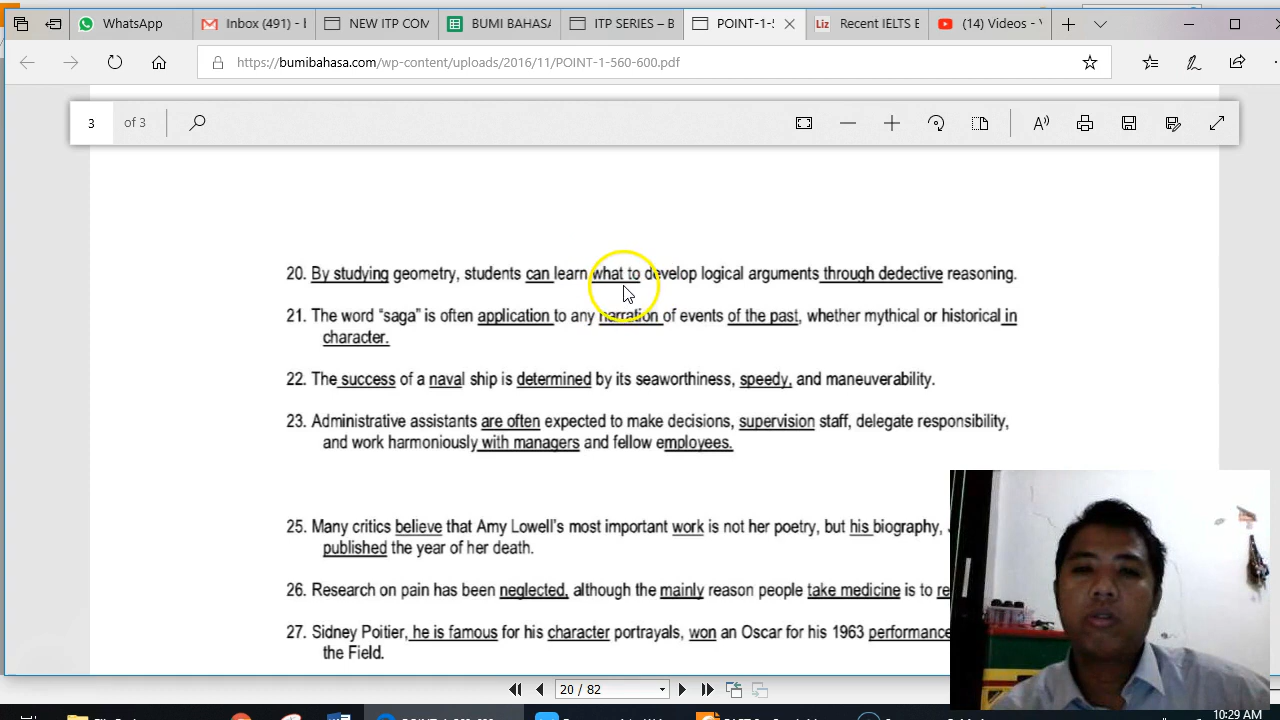 WhatsApp
Inbox (491) -
NEW ITP COM
BUMI BAHASA
ITP SERIES – B
POINT-1-5
Liz Recent IELTS E
(14) Videos -
https://bumibahasa.com/wp-content/uploads/2016/11/POINT-1-560-600.pdf
3 of 3
20. By studying geometry, students can learn what to develop logical arguments through dedective reasoning.
21. The word “saga” is often application to any narration of events of the past, whether mythical or historical in
character.
22. The success of a naval ship is determined by its seaworthiness, speedy, and maneuverability.
23. Administrative assistants are often expected to make decisions, supervision staff, delegate responsibility,
and work harmoniously with managers and fellow employees.
25. Many critics believe that Amy Lowell’s most important work is not her poetry, but his biography,
published the year of her death.
26. Research on pain has been neglected, although the mainly reason people take medicine is to re
27. Sidney Poitier, he is famous for his character portrayals, won an Oscar for his 1963 performance
the Field.
20 / 82
10:29 AM